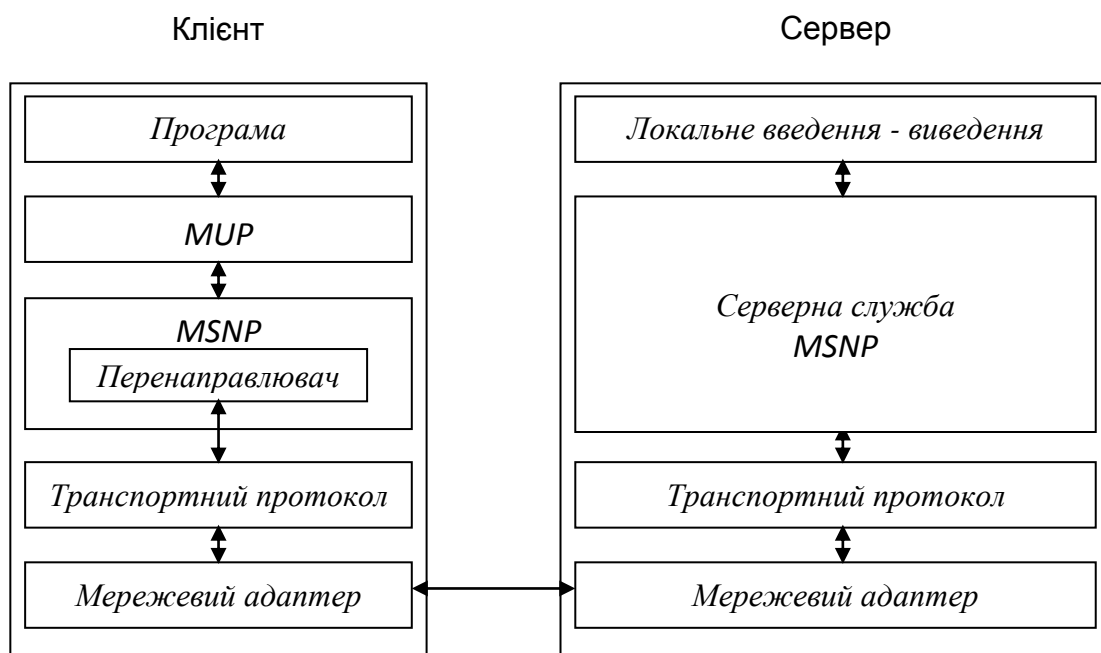 Клієнт
Сервер
Програма
MUP
MSNP
Перенаправлювач
Транспортний протокол
Мережевий адаптер
Локальне введення - виведення
Серверна служба
MSNP
Транспортний протокол
Мережевий адаптер